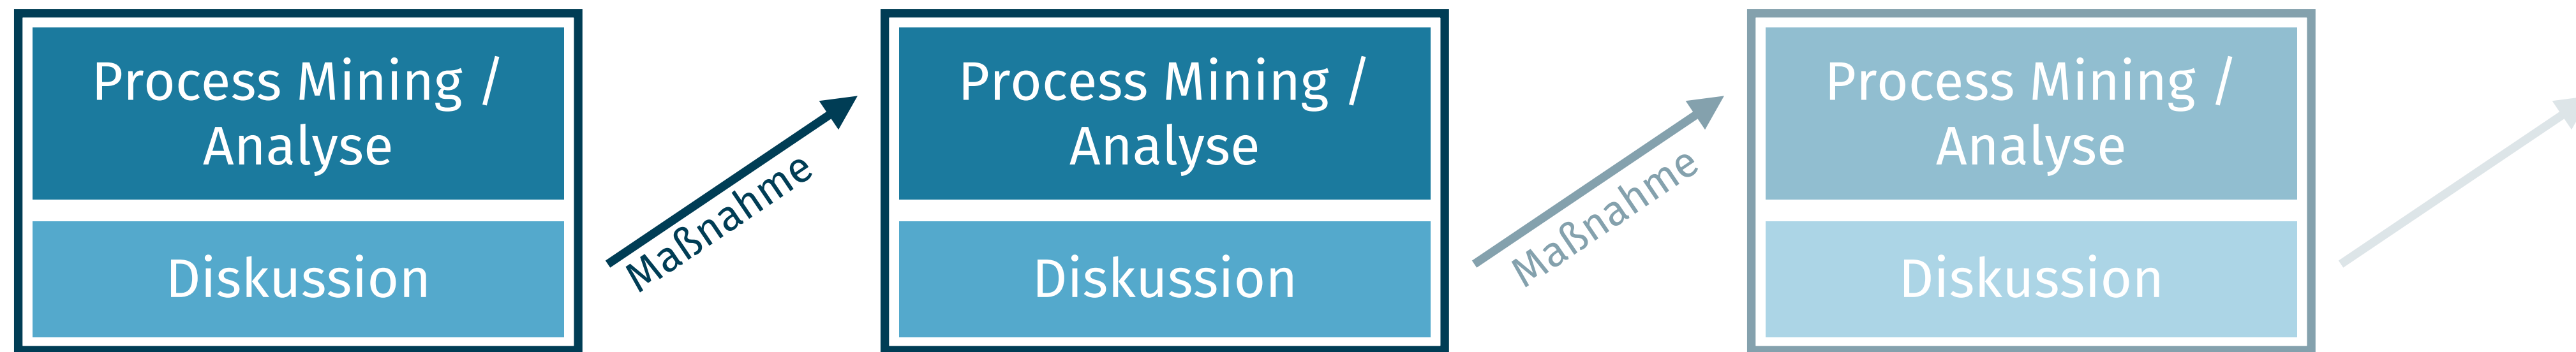 Process Mining /
Analyse
Diskussion
Maßnahme
Process Mining /
Analyse
Diskussion
Maßnahme
Process Mining /
Analyse
Diskussion